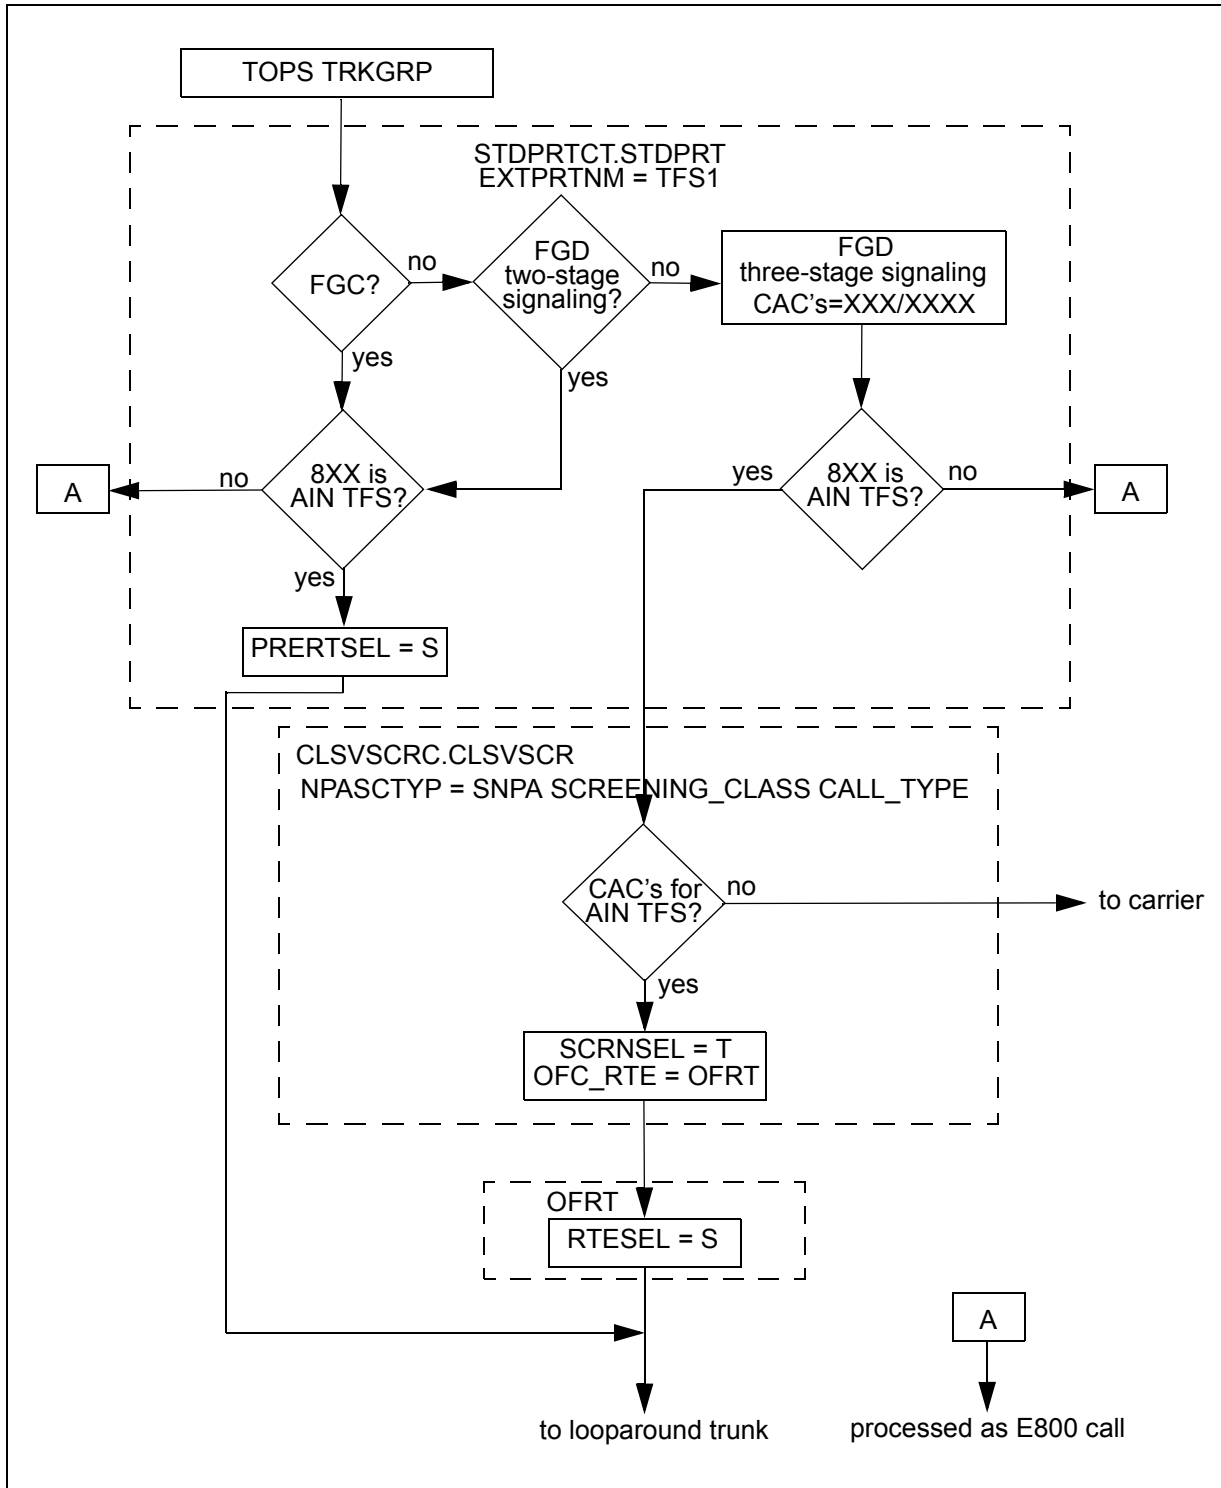 TOPS TRKGRP
STDPRTCT.STDPRT
EXTPRTNM = TFS1
FGC?
no
yes
FGD
two-stage
signaling?
no
yes
FGD
three-stage signaling
CAC's=XXX/XXXX
A
no
8XX is
AIN TFS?
yes
yes
8XX is
AIN TFS?
no
A
PRERTSEL = S
CLSVSCRC.CLSVSCR
NPASCTYP = SNPA SCREENING_CLASS CALL_TYPE
CAC's for
AIN TFS?
no
to carrier
yes
SCRNSEL = T
OFC_RTE = OFRT
OFRT
RTESEL = S
A
to looparound trunk
processed as E800 call